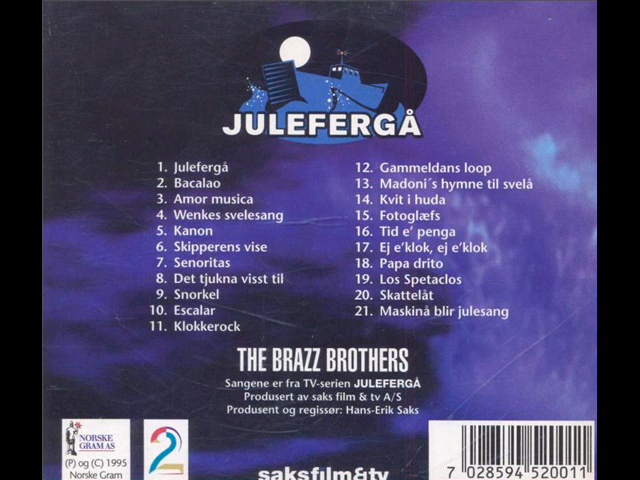 JULEFERGÅ
1. Julefergå
2. Bacalao
3. Amor musica
4. Wenkes svelesang
5. Kanon
6. Skipperens vise
7. Senoritas
8. Det tjukna visst til
9. Snorkel
10. Escalar
11. Klokkerock
12. Gammeldans loop
13. Madoni´s hymne til svelå
14. Kvit i huda
15. Fotoglæfs
16. Tid e' penga
17. Ej e'klok, ej e'klok
18. Papa drito
19. Los Spetaclos
20. Skattelåt
21. Maskinå blir julesang
THE BRAZZ BROTHERS
Sangene er fra TV-serien JULEFERGÅ
Produsert av saks film & tv A/S
Produsent og regissør: Hans-Erik Saks
NORSKE
GRAM AS
(P) og (C) 1995
Norske Gram
2
saksfilm&tv
7 028594 520011